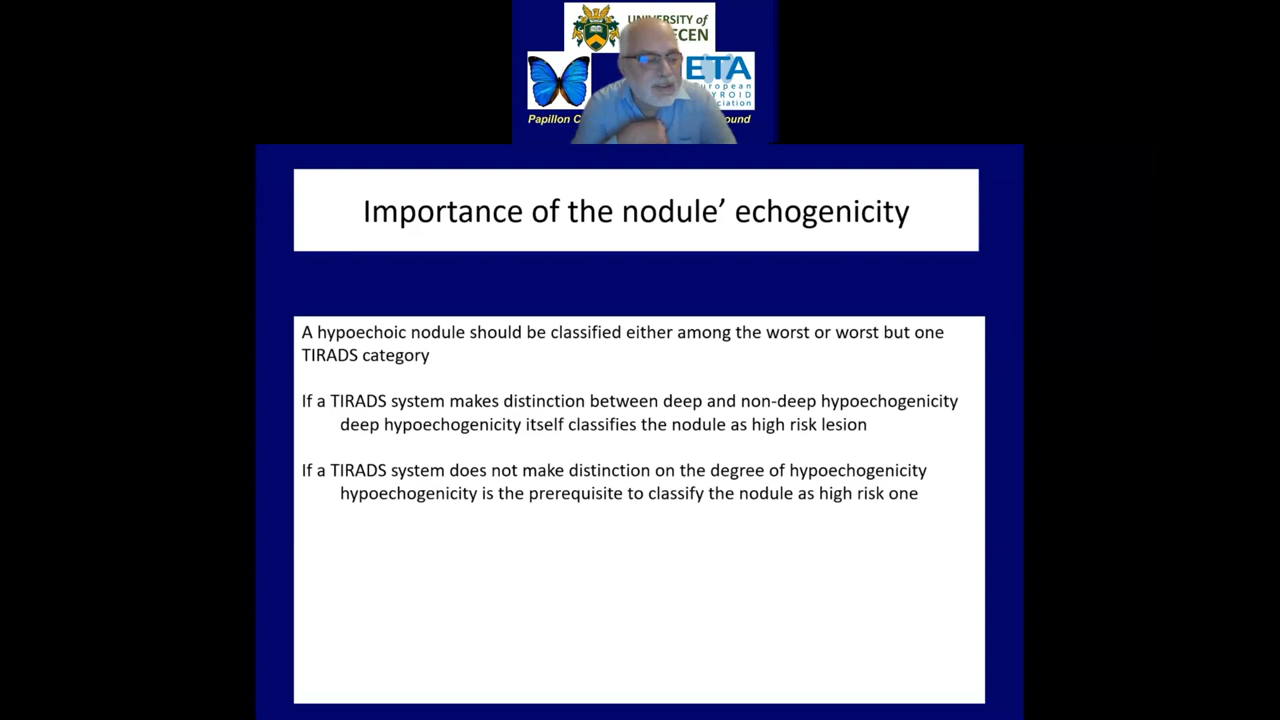 UNIVERSITY of
ECEN
ETA
uropean
YROID
ciation
Papillon C ound
Importance of the nodule’ echogenicity
A hypoechoic nodule should be classified either among the worst or worst but one
TIRADS category
If a TIRADS system makes distinction between deep and non-deep hypoechogenicity
deep hypoechogenicity itself classifies the nodule as high risk lesion
If a TIRADS system does not make distinction on the degree of hypoechogenicity
hypoechogenicity is the prerequisite to classify the nodule as high risk one